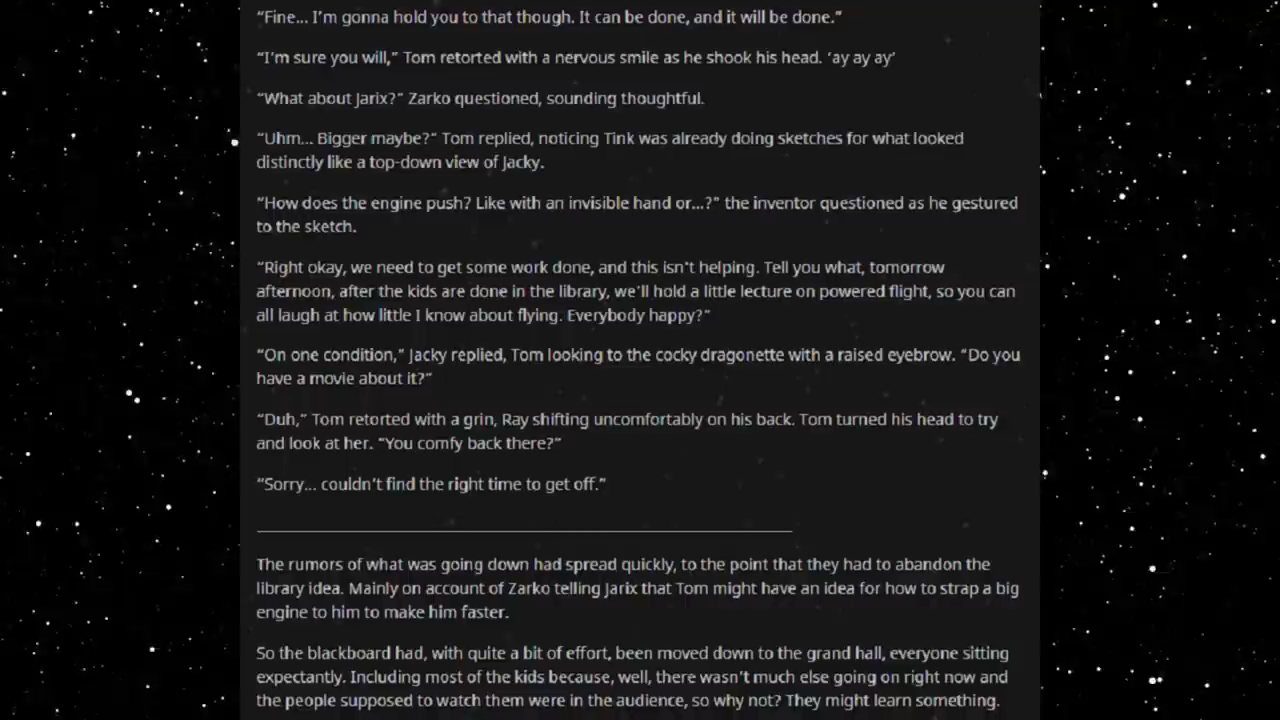 “Fine... I’m gonna hold you to that though. It can be done, and it will be done.”
“I’m sure you will,” Tom retorted with a nervous smile as he shook his head. ‘ay ay ay’
“What about Jarix?” Zarko questioned, sounding thoughtful.
“Uhm... Bigger maybe?” Tom replied, noticing Tink was already doing sketches for what looked
distinctly like a top-down view of Jacky.
“How does the engine push? Like with an invisible hand or...?” the inventor questioned as he gestured
to the sketch.
“Right okay, we need to get some work done, and this isn’t helping. Tell you what, tomorrow
afternoon, after the kids are done in the library, we’ll hold a little lecture on powered flight, so you can
all laugh at how little I know about flying. Everybody happy?”
“On one condition,” Jacky replied, Tom looking to the cocky dragonette with a raised eyebrow. “Do you
have a movie about it?”
“Duh,” Tom retorted with a grin, Ray shifting uncomfortably on his back. Tom turned his head to try
and look at her. “You comfy back there?”
“Sorry... couldn’t find the right time to get off.”
The rumors of what was going down had spread quickly, to the point that they had to abandon the
library idea. Mainly on account of Zarko telling Jarix that Tom might have an idea for how to strap a big
engine to him to make him faster.
So the blackboard had, with quite a bit of effort, been moved down to the grand hall, everyone sitting
expectantly. Including most of the kids because, well, there wasn’t much else going on right now and
the people supposed to watch them were in the audience, so why not? They might learn something.